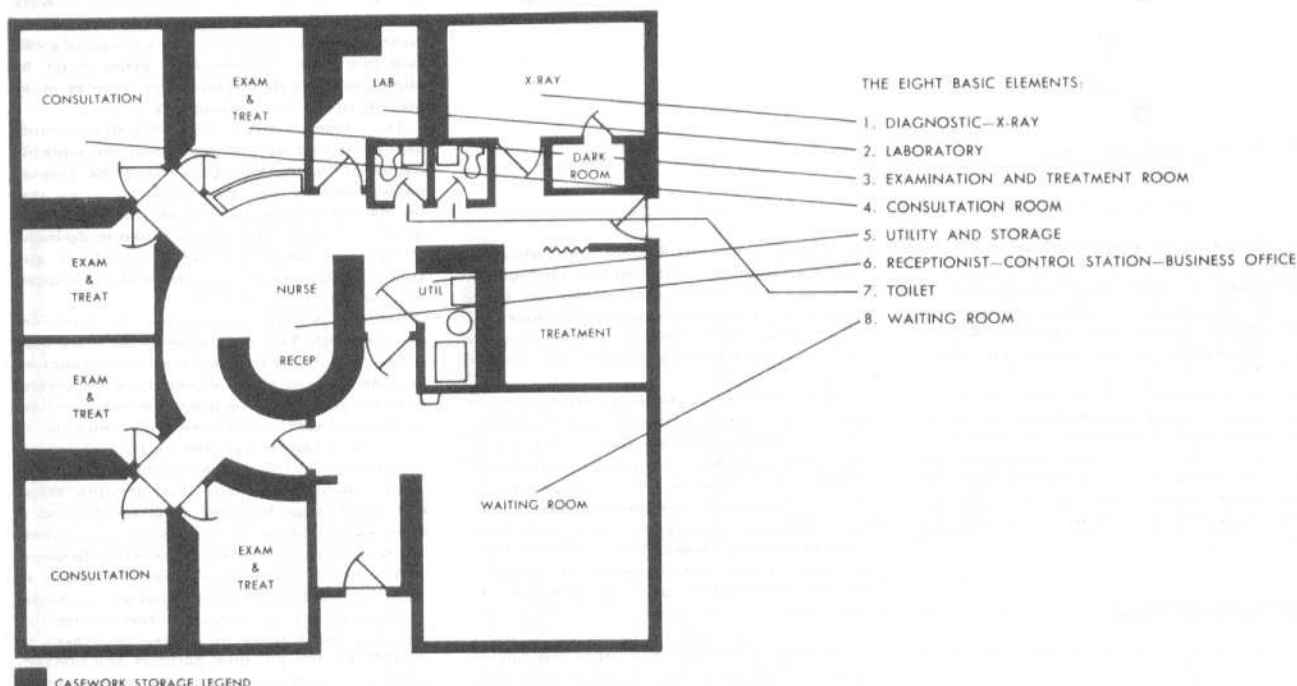 CONSULTATION
EXAM
&
TREAT
LAB
X RAY
DARK
ROOM
EXAM
&
TREAT
NURSE
UTIL
TREATMENT
RECEP
EXAM
&
TREAT
WAITING ROOM
CONSULTATION
EXAM
&
TREAT
THE EIGHT BASIC ELEMENTS:
1. DIAGNOSTIC—X-RAY
2. LABORATORY
3. EXAMINATION AND TREATMENT ROOM
4. CONSULTATION ROOM
5. UTILITY AND STORAGE
6. RECEPTIONIST—CONTROL STATION—BUSINESS OFFICE
7. TOILET
8. WAITING ROOM
CASEWORK STORAGE LEGEND